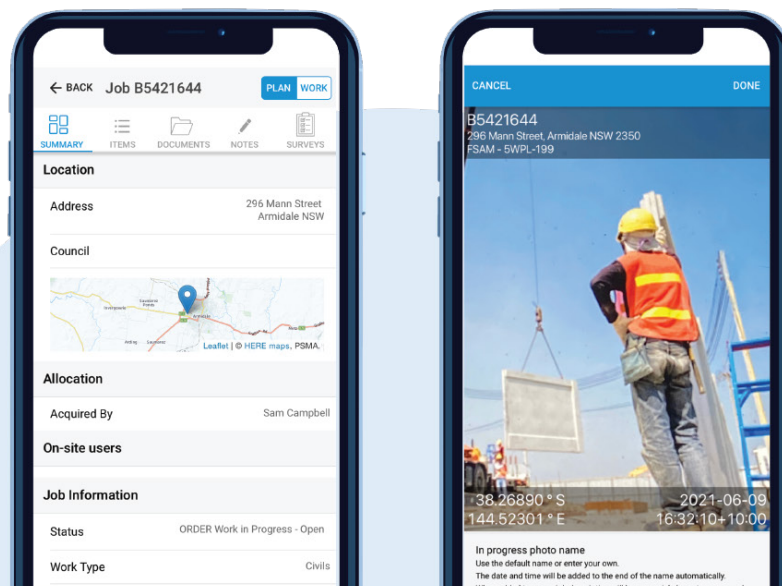 ← BACK Job B5421644 PLAN WORK
SUMMARY ITEMS DOCUMENTS NOTES SURVEYS
Location
Address 296 Mann Street
Armidale NSW
Council
Armidale
Leaflet | © HERE maps, PSMA.
Allocation
Acquired By Sam Campbell
On-site users
Job Information
Status ORDER Work in Progress - Open
Work Type Civils
CANCEL DONE
B5421644
296 Mann Street, Armidale NSW 2350
FSAM - 5WPL-199
-38.26890 ° S 2021-06-09
144.52301 ° E 16:32:10+10:00
In progress photo name
Use the default name or enter your own.
The date and time will be added to the end of the name automatically.